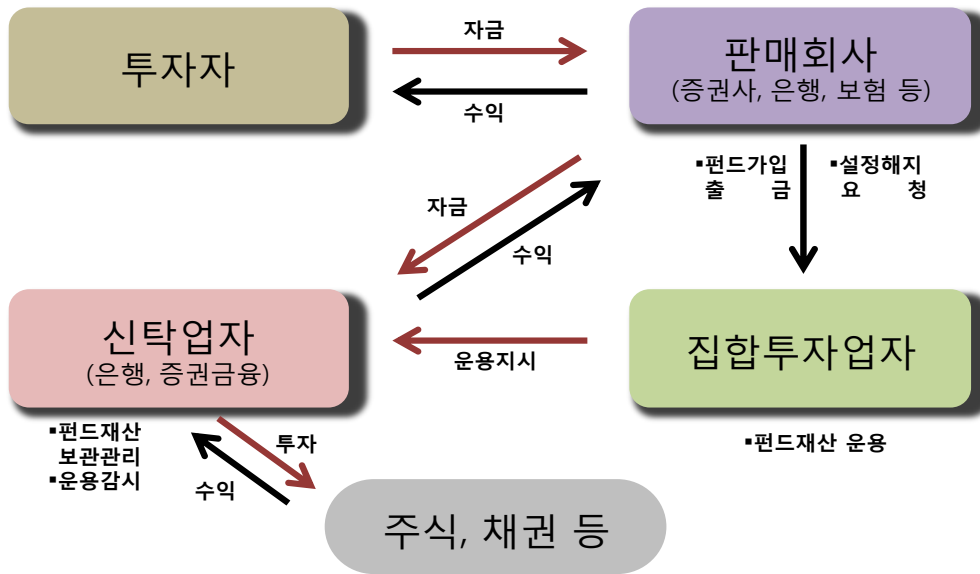 투자자
자금
수익
판매회사
(증권사, 은행, 보험 등)
▪펀드가입
출 금
▪설정해지
요 청
자금
수익
신탁업자
(은행, 증권금융)
운용지시
집합투자업자
▪펀드재산
보관관리
▪운용감시
투자
수익
▪펀드재산 운용
주식, 채권 등